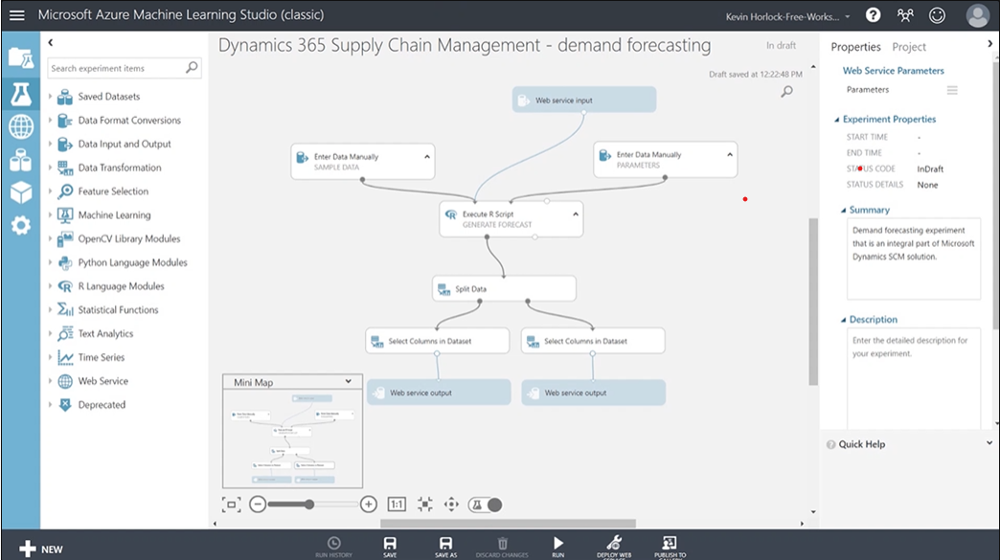 Microsoft Azure Machine Learning Studio (classic)
Kevin Horlock-Free-Works...
Search experiment items
Saved Datasets
Data Format Conversions
Data Input and Output
Data Transformation
Feature Selection
Machine Learning
OpenCV Library Modules
Python Language Modules
R Language Modules
Statistical Functions
Text Analytics
Time Series
Web Service
Deprecated
Dynamics 365 Supply Chain Management - demand forecasting
In draft
Draft saved at 12:22:48 PM
Web service input
Enter Data Manually
SAMPLE DATA
Enter Data Manually
PARAMETERS
Execute R Script
GENERATE FORECAST
Split Data
Select Columns in Dataset
Select Columns in Dataset
Web service output
Web service output
Mini Map
1:1
Properties Project
Web Service Parameters
Parameters
Experiment Properties
START TIME -
END TIME -
STATUS CODE InDraft
STATUS DETAILS None
Summary
Demand forecasting experiment
that is an integral part of Microsoft
Dynamics SCM solution.
Description
Enter the detailed description for
your experiment.
Quick Help
NEW
RUN HISTORY
SAVE
SAVE AS
DISCARD CHANGES
RUN
DEPLOY WEB
PUBLISH TO